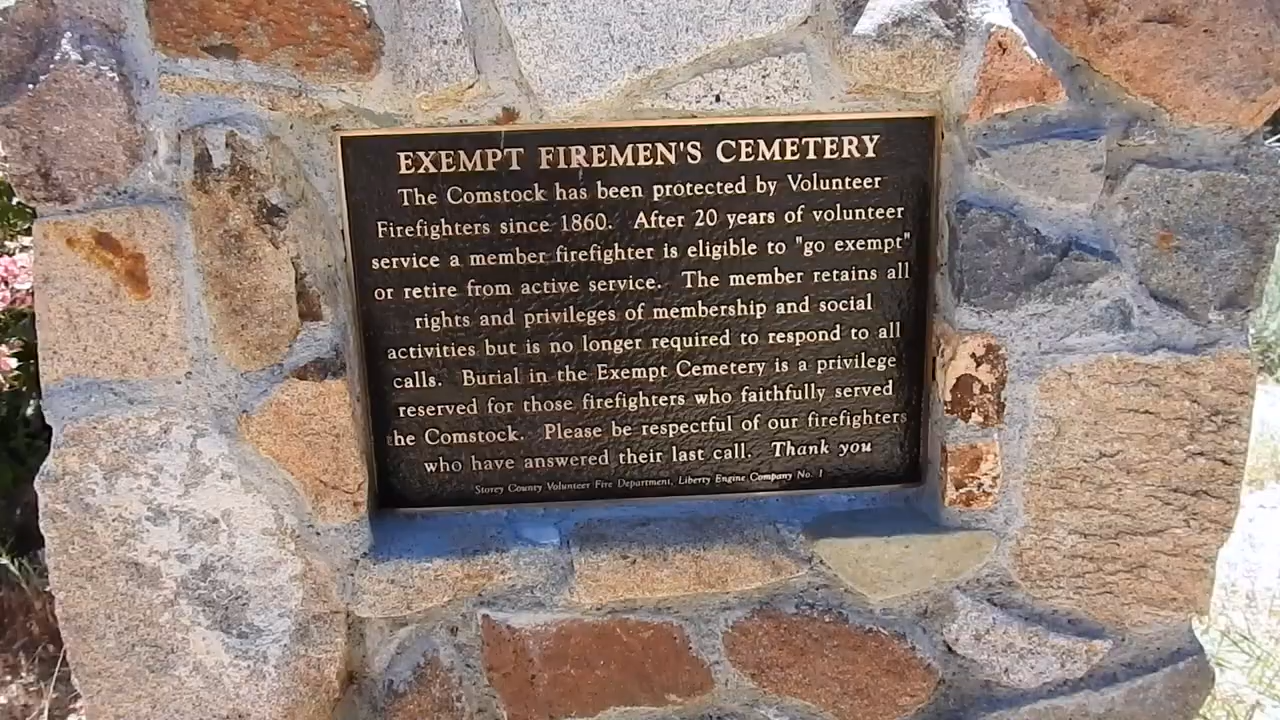 EXEMPT FIREMEN'S CEMETERY
The Comstock has been protected by Volunteer
Firefighters since 1860. After 20 years of volunteer
service a member firefighter is eligible to "go exempt"
or retire from active service. The member retains all
rights and privileges of membership and social
activities but is no longer required to respond to all
calls. Burial in the Exempt Cemetery is a privilege
reserved for those firefighters who faithfully served
the Comstock. Please be respectful of our firefighters
who have answered their last call. Thank you
Storey County Volunteer Fire Department, Liberty Engine Company No. 1